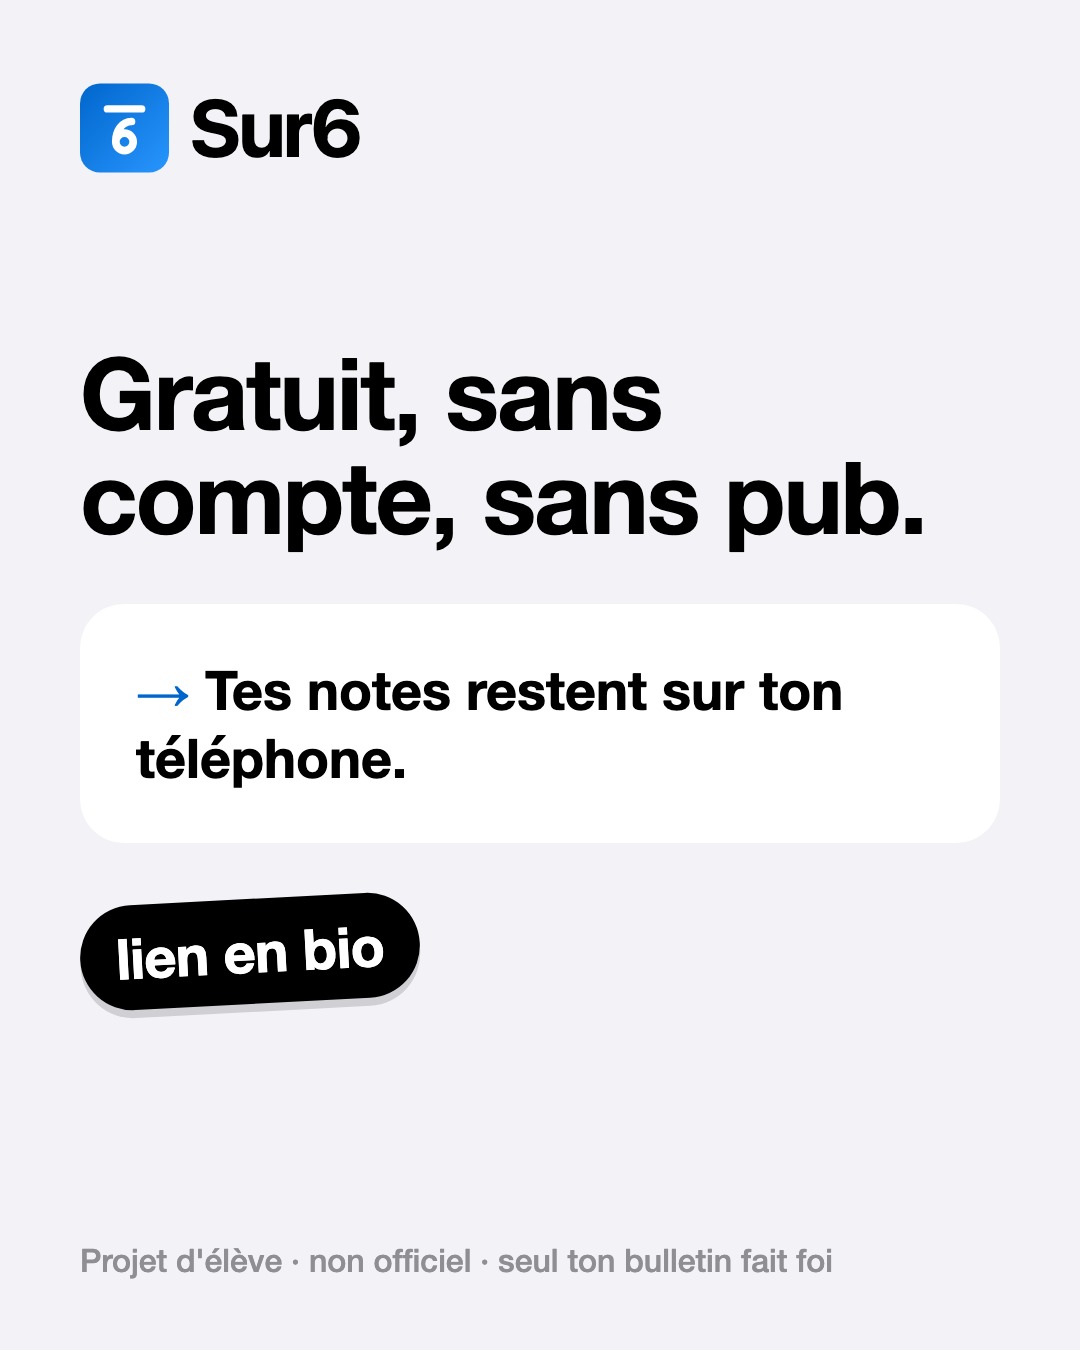 6
Sur6
Gratuit, sans
compte, sans pub.
→ Tes notes restent sur ton
téléphone.
lien en bio
Projet d'élève · non officiel · seul ton bulletin fait foi